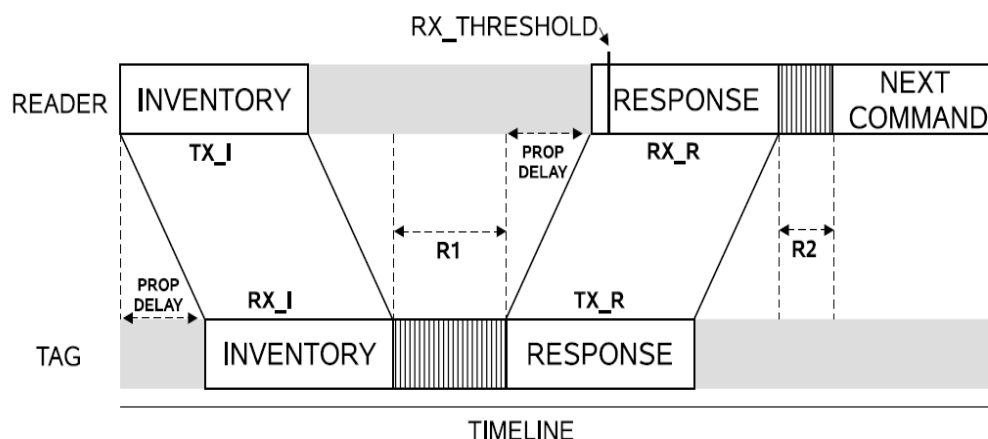 RX_THRESHOLD
READER
INVENTORY
RESPONSE
NEXT
COMMAND
TX_I
PROP
DELAY
RX_R
R1
R2
PROP
DELAY
RX_I
TX_R
TAG
INVENTORY
RESPONSE
TIMELINE